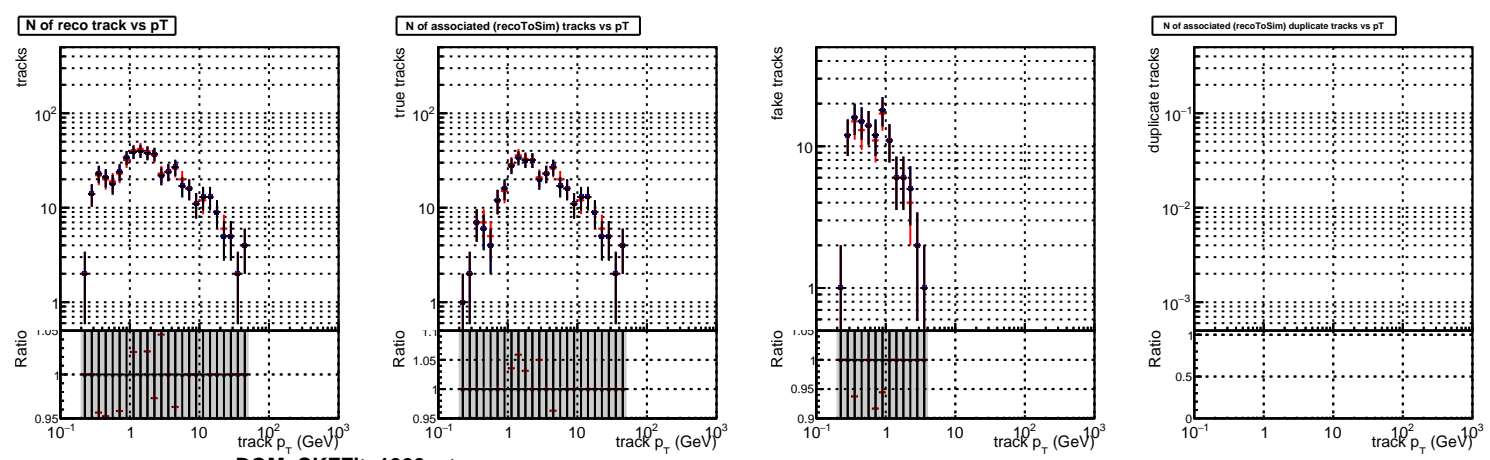 N of reco track vs pT
tracks
10²
10
1
Ratio
1.05
1
0.95
10⁻¹ 1 10 10² 10³
track p_T (GeV)
N of associated (recoToSim) tracks vs pT
true tracks
10²
10
1
Ratio
1.1
1.05
1
0.95
10⁻¹ 1 10 10² 10³
track p_T (GeV)
fake tracks
10
1
Ratio
1.05
1
0.95
0.9
10⁻¹ 1 10 10² 10³
track p_T (GeV)
N of associated (recoToSim) duplicate tracks vs pT
duplicate tracks
10⁻¹
10⁻²
10⁻³
Ratio
1
0.5
0
10⁻¹ 1 10 10² 10³
track p_T (GeV)